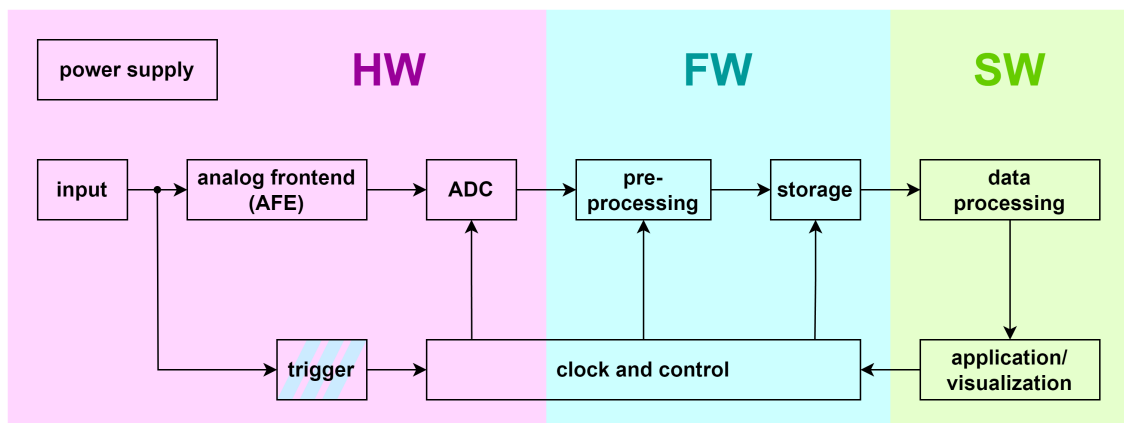 HW
FW
SW
power supply
input
analog frontend
(AFE)
ADC
pre-
processing
storage
data
processing
trigger
clock and control
application/
visualization